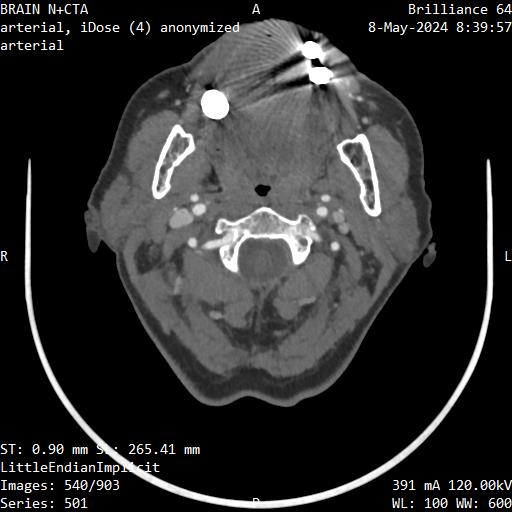 BRAIN N+CTA
A
Brilliance 64
arterial, iDose (4) anonymized
8-May-2024 8:39:57
arterial
R
L
ST: 0.90 mm SL: 265.41 mm
LittleEndianImplicit
Images: 540/903
391 mA 120.00kV
Series: 501
P
WL: 100 WW: 600